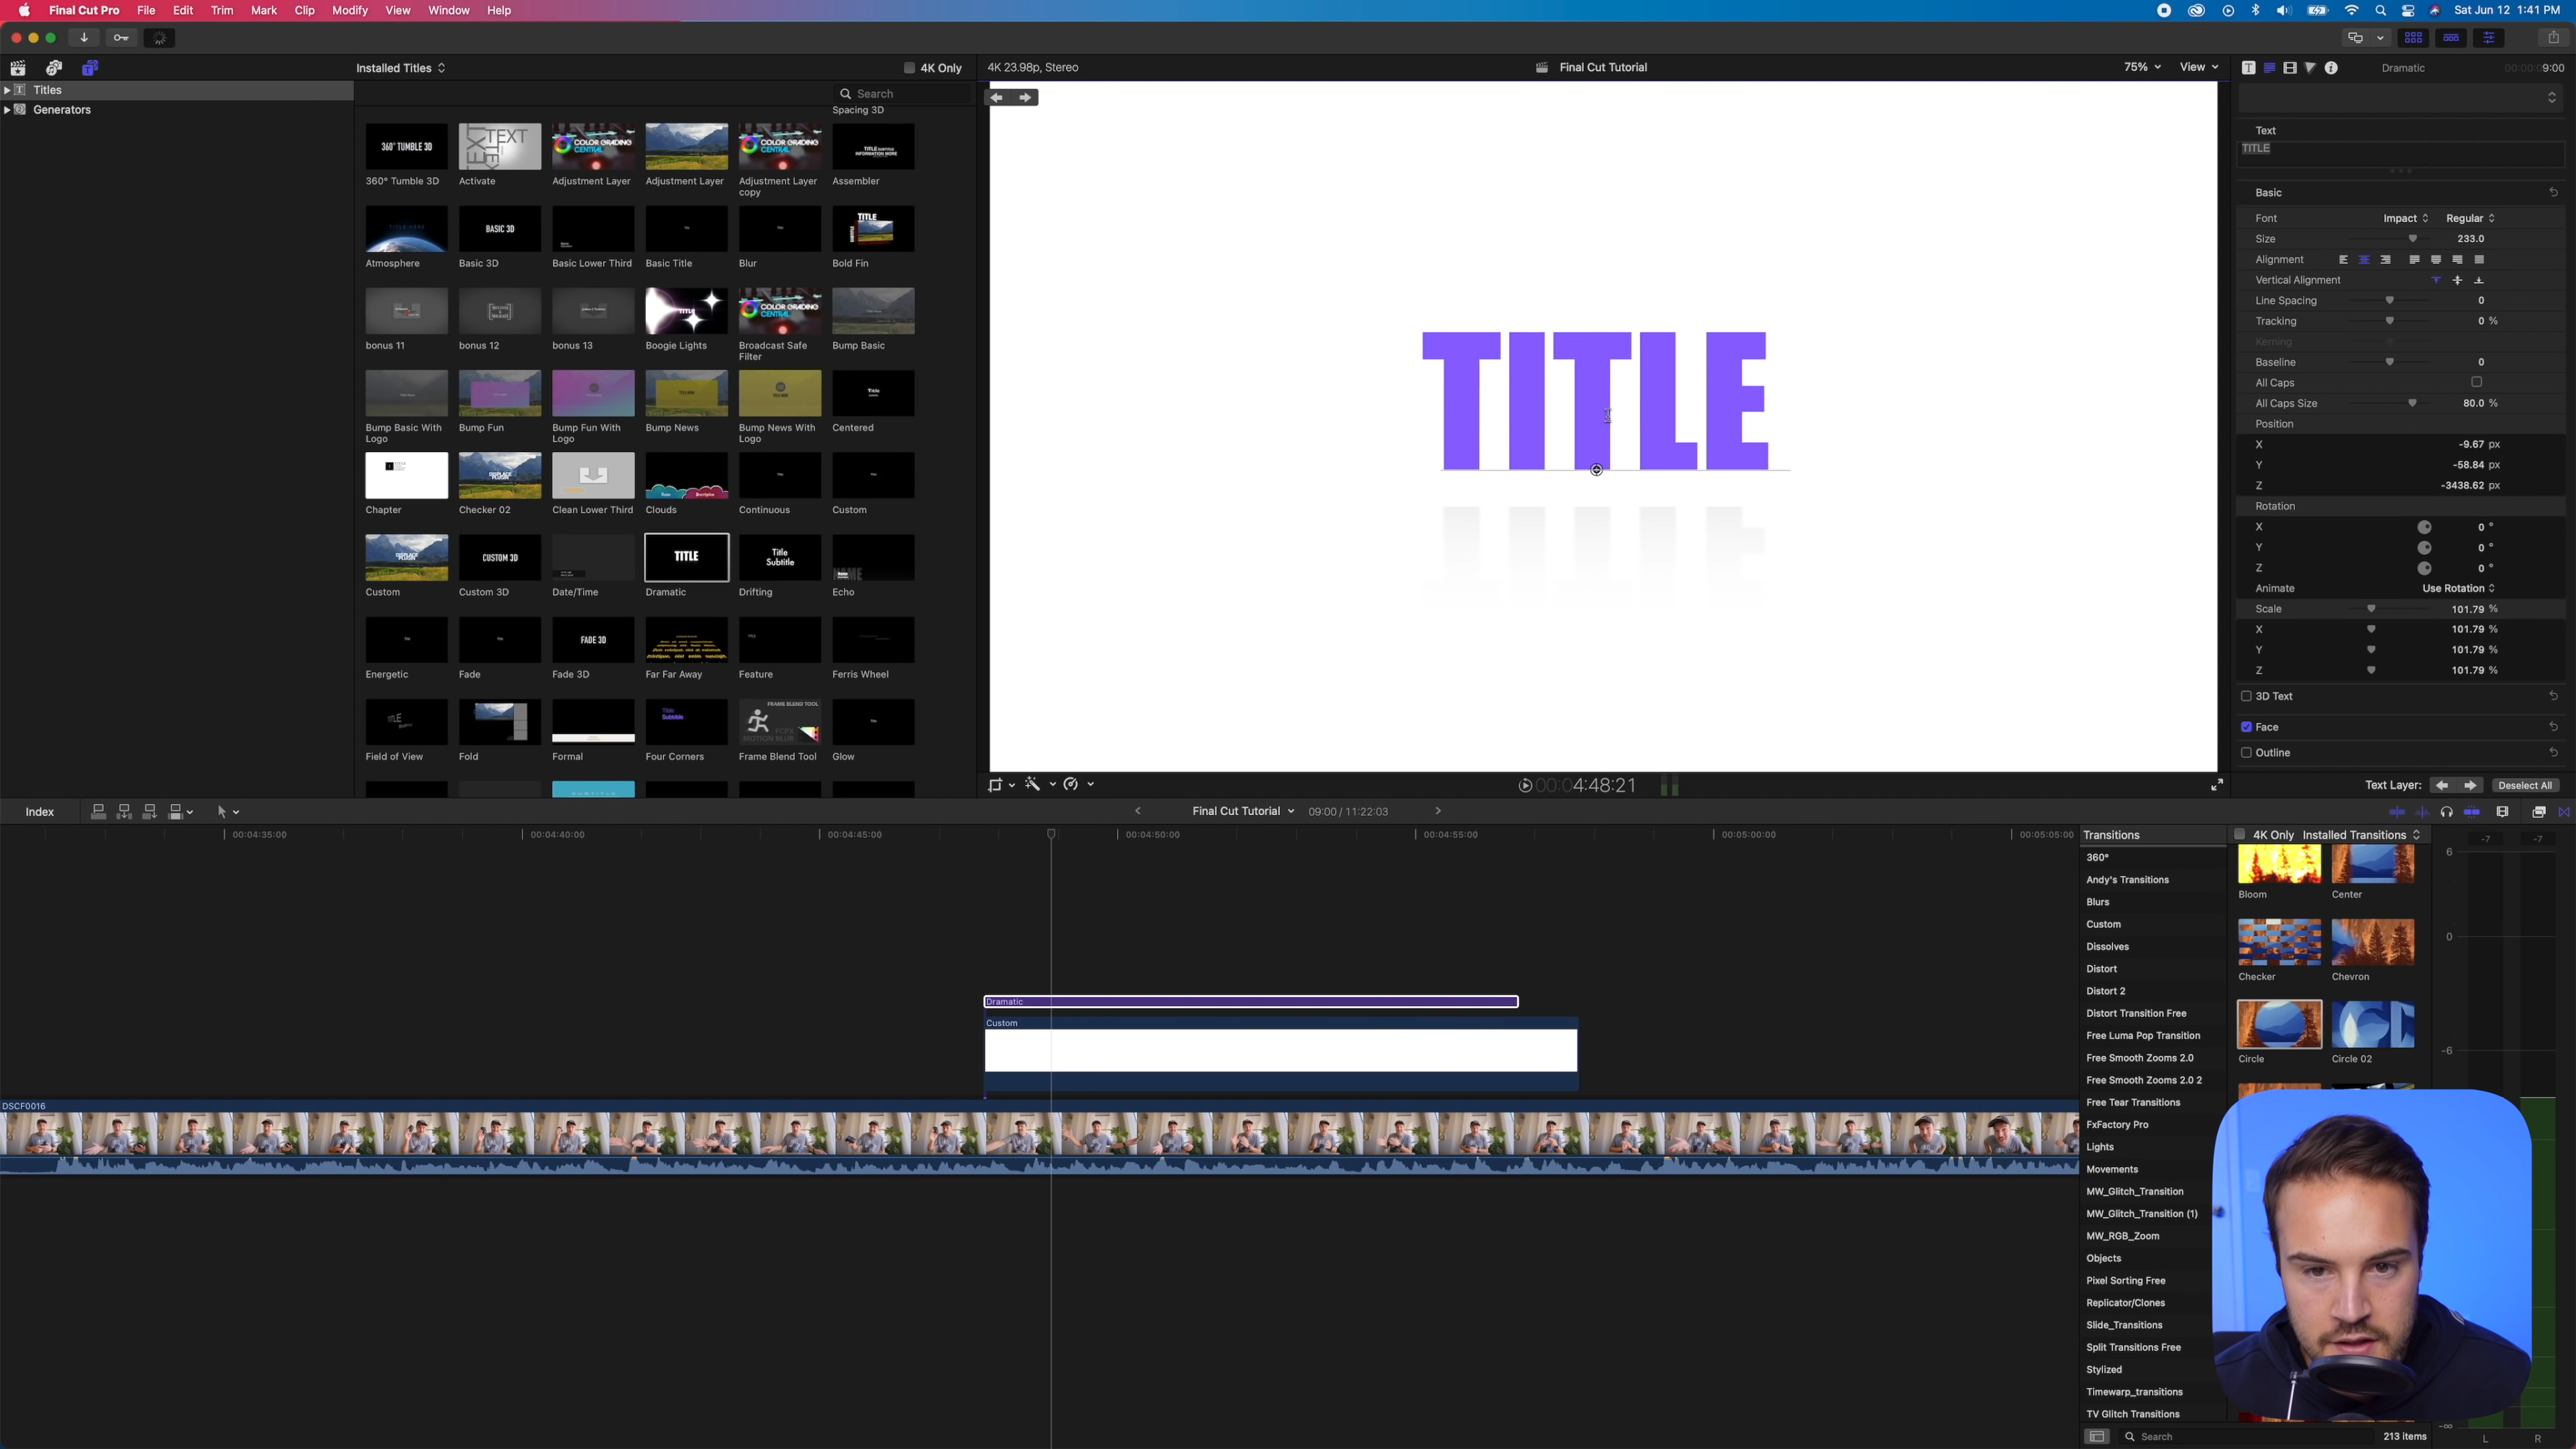 Final Cut Pro File Edit Trim Mark Clip Modify View Window Help
Sat Jun 12 1:41 PM
Installed Titles
4K Only
4K 23.98p, Stereo
Final Cut Tutorial
75%
View
Dramatic
9:00
Titles
Generators
Search
Spacing 3D
360° Tumble 3D
Activate
Adjustment Layer
Adjustment Layer
Adjustment Layer copy
Assembler
Atmosphere
Basic 3D
Basic Lower Third
Basic Title
Blur
Bold Fin
bonus 11
bonus 12
bonus 13
Boogie Lights
Broadcast Safe Filter
Bump Basic
Bump Basic With Logo
Bump Fun
Bump Fun With Logo
Bump News
Bump News With Logo
Centered
Chapter
Checker 02
Clean Lower Third
Clouds
Continuous
Custom
Custom
Custom 3D
Date/Time
Dramatic
Drifting
Echo
Energetic
Fade
Fade 3D
Far Far Away
Feature
Ferris Wheel
Field of View
Fold
Formal
Four Corners
Frame Blend Tool
Glow
TITLE
Text
TITLE
Basic
Font Impact Regular
Size 233.0
Alignment
Vertical Alignment
Line Spacing 0
Tracking 0 %
Kerning
Baseline 0
All Caps
All Caps Size 80.0 %
Position
X -9.67 px
Y -58.84 px
Z -3438.62 px
Rotation
X 0 °
Y 0 °
Z 0 °
Animate Use Rotation
Scale 101.79 %
X 101.79 %
Y 101.79 %
Z 101.79 %
3D Text
Face
Outline
00:00:4:48:21
Text Layer:
Deselect All
Index
Final Cut Tutorial
09:00 / 11:22:03
00:04:35:00
00:04:40:00
00:04:45:00
00:04:50:00
00:04:55:00
00:05:00:00
00:05:05:00
Dramatic
Custom
DSCF0016
Transitions
4K Only
Installed Transitions
360°
Andy's Transitions
Blurs
Custom
Dissolves
Distort
Distort 2
Distort Transition Free
Free Luma Pop Transition
Free Smooth Zooms 2.0
Free Smooth Zooms 2.0 2
Free Tear Transitions
FxFactory Pro
Lights
Movements
MW_Glitch_Transition
MW_Glitch_Transition (1)
MW_RGB_Zoom
Objects
Pixel Sorting Free
Replicator/Clones
Slide_Transitions
Split Transitions Free
Stylized
Timewarp_transitions
TV Glitch Transitions
Bloom
Center
Checker
Chevron
Circle
Circle 02
-7
-7
6
0
-6
-∞
L
R
Search
213 items